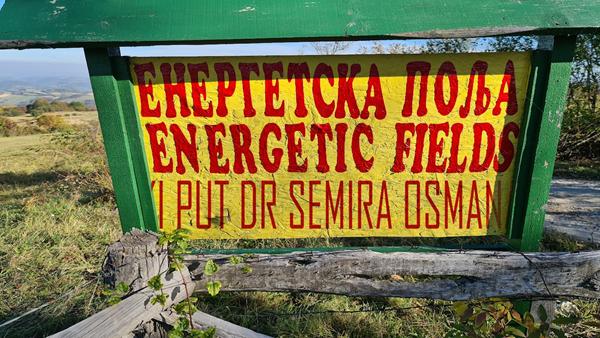 ЕНЕРГЕТСКА ПОЉА
ENERGETIC FIELDS
PUT DR SEMIRA OSMAN